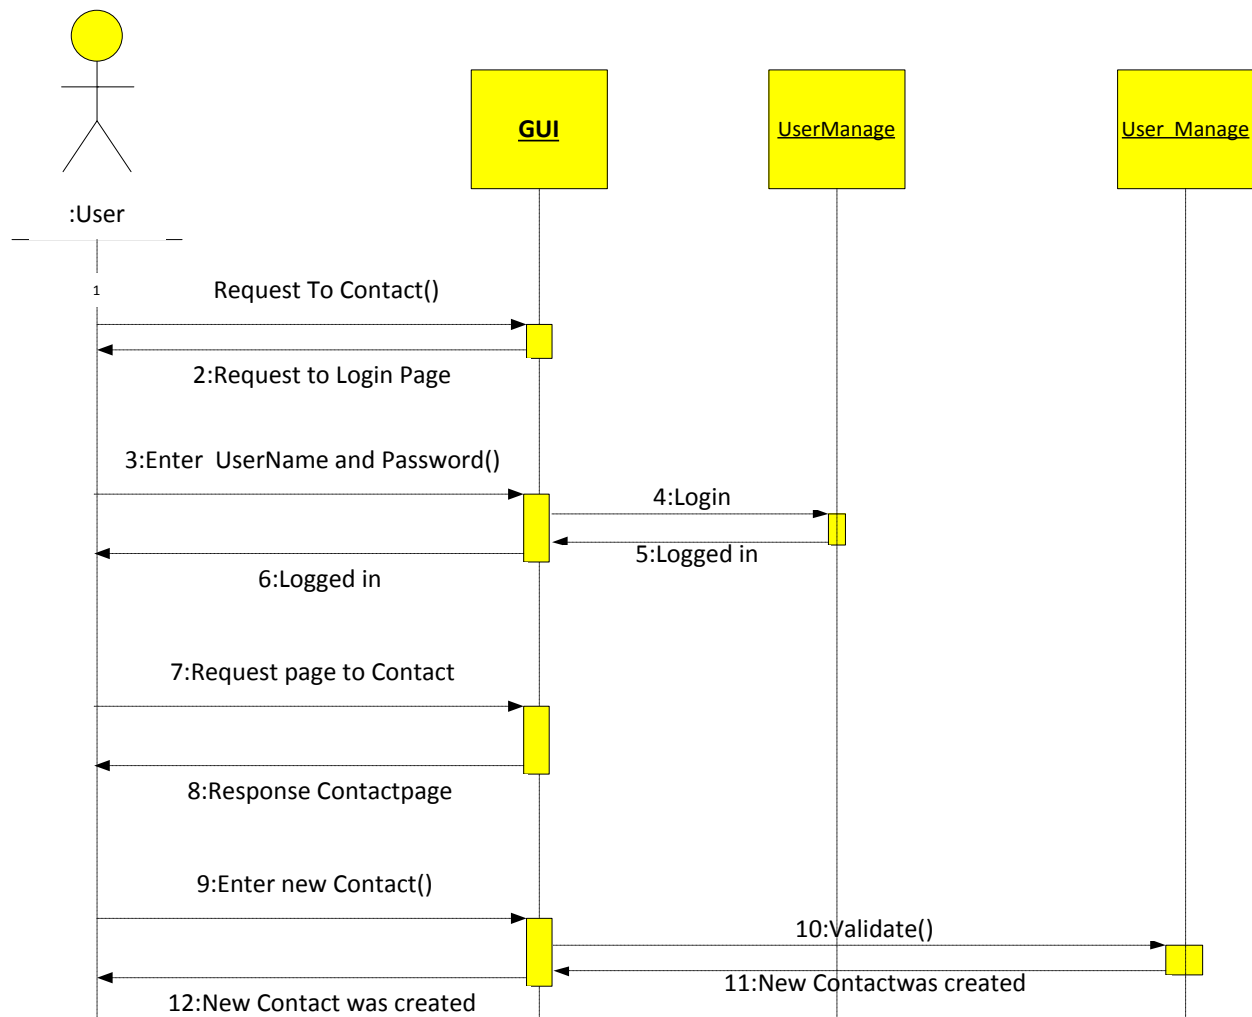 GUI
UserManage
User_Manage
:User
1
Request To Contact()
2:Request to Login Page
3:Enter  UserName and Password()
4:Login
5:Logged in
6:Logged in
7:Request page to Contact
8:Response Contactpage
9:Enter new Contact()
10:Validate()
11:New Contactwas created
12:New Contact was created